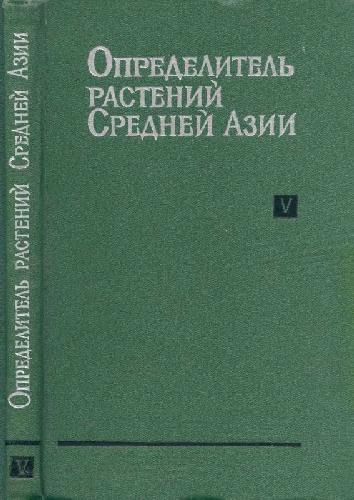 Определитель растений Средней Азии
V
Определитель
растений
Средней Азии
V